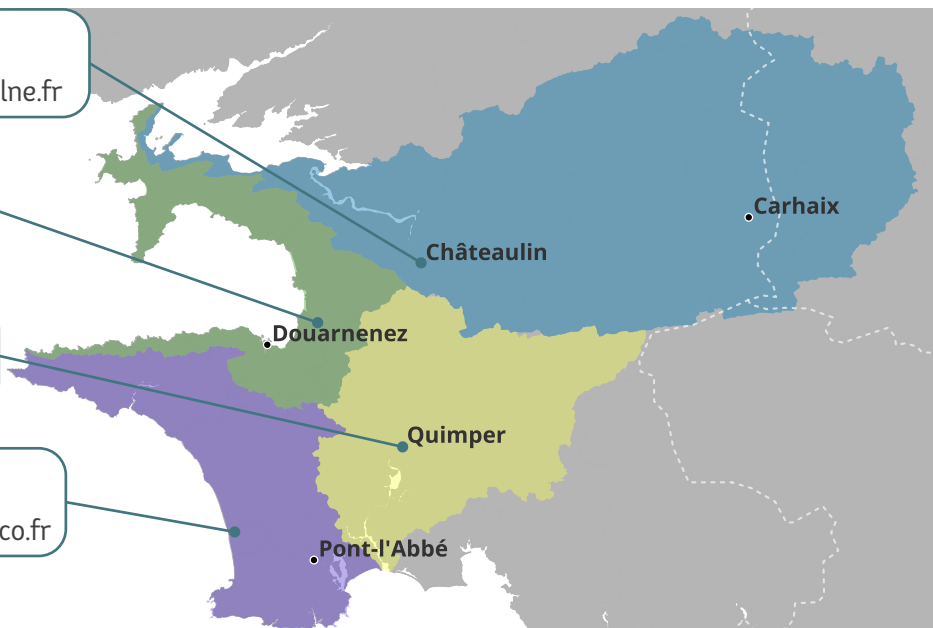 lne.fr
Carhaix
Châteaulin
Douarnenez
Quimper
co.fr
Pont-l'Abbé